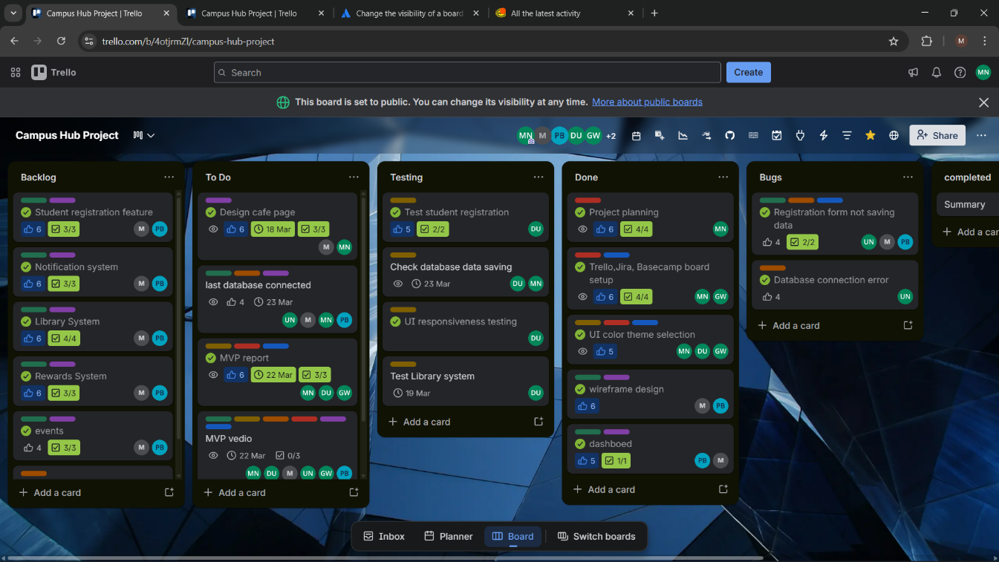 Campus Hub Project | Trello
Campus Hub Project | Trello
Change the visibility of a board
All the latest activity
trello.com/b/4otjrmZl/campus-hub-project
M
Trello
Search
Create
MN
This board is set to public. You can change its visibility at any time. More about public boards
Campus Hub Project
MN M PB DU GW +2
Share
Backlog
Student registration feature
6 3/3 M PB
Notification system
6 3/3 M PB
Library System
6 4/4 M PB
Rewards System
6 3/3 M PB
events
4 3/3 M PB
Add a card
To Do
Design cafe page
6 18 Mar 3/3
M MN
last database connected
4 23 Mar
UN M MN PB
MVP report
6 22 Mar 3/3
MN DU GW
MVP vedio
22 Mar 0/3
MN DU M UN GW PB
Add a card
Testing
Test student registration
5 2/2 DU
Check database data saving
23 Mar DU MN
UI responsiveness testing
DU
Test Library system
19 Mar DU
Add a card
Done
Project planning
6 4/4 MN
Trello,Jira, Basecamp board
setup
6 4/4 MN GW
UI color theme selection
5 MN DU GW
wireframe design
6 M PB
dashboed
5 1/1 PB M
Add a card
Bugs
Registration form not saving
data
4 2/2 UN M PB
Database connection error
4 UN
Add a card
completed
Summary
Add a car
Inbox
Planner
Board
Switch boards